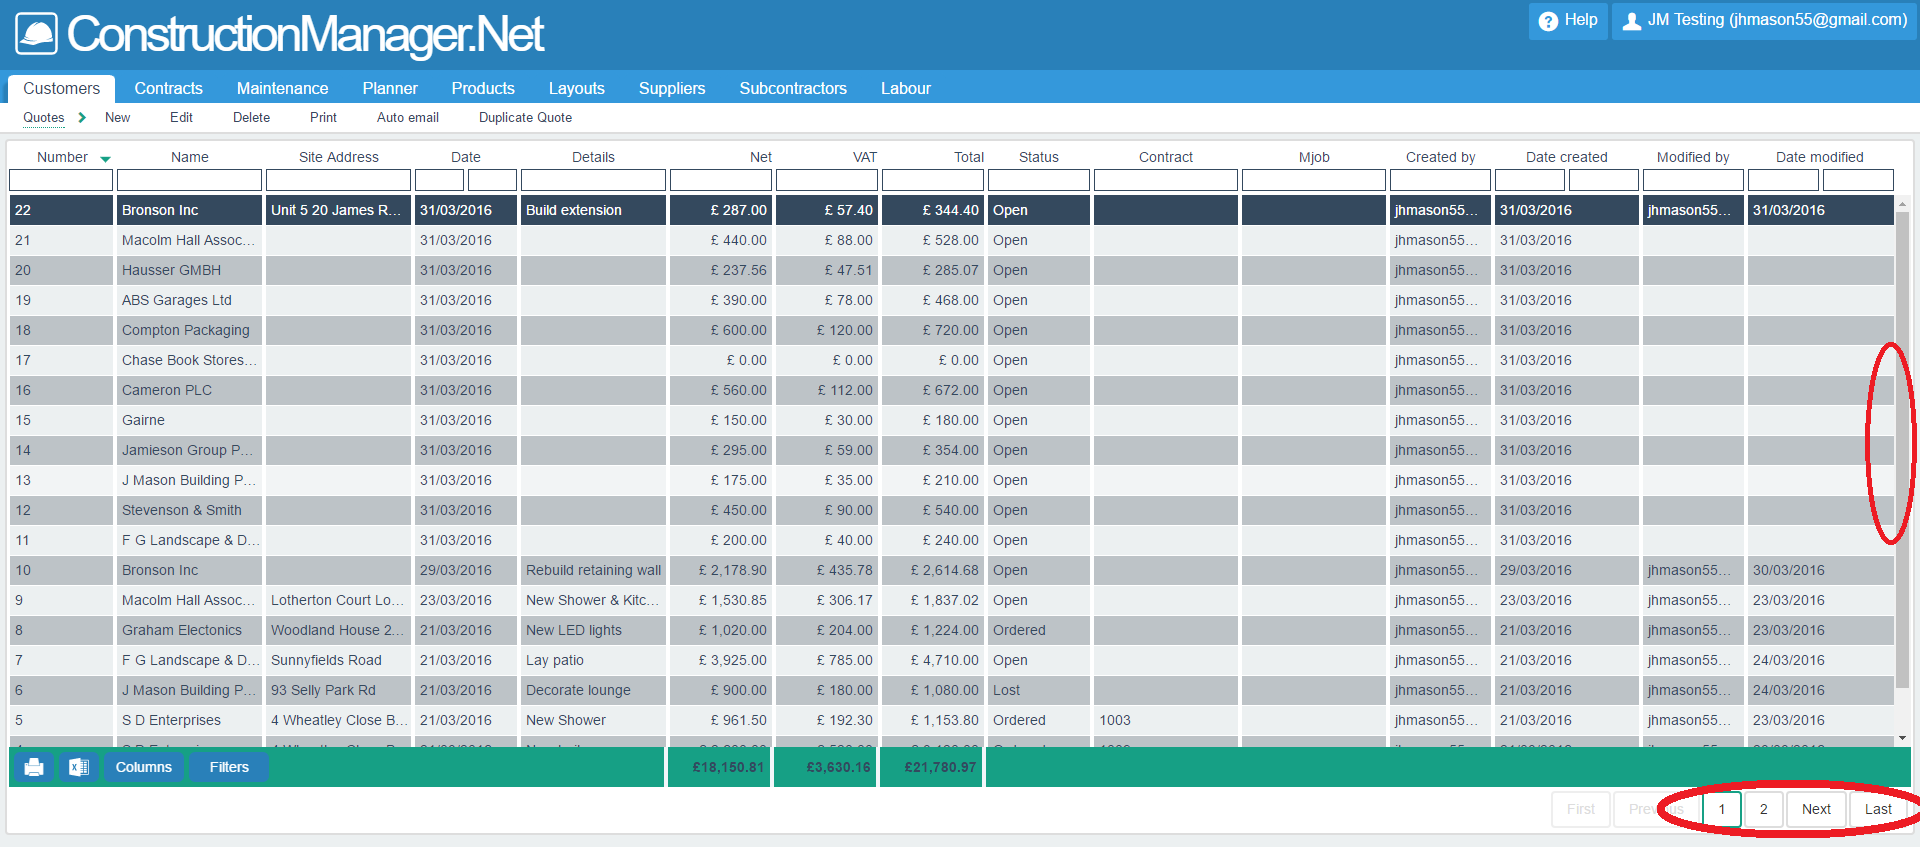 ConstructionManager.Net
? Help JM Testing (jhmason55@gmail.com)
Customers Contracts Maintenance Planner Products Layouts Suppliers Subcontractors Labour
Quotes New Edit Delete Print Auto email Duplicate Quote
Number Name Site Address Date Details Net VAT Total Status Contract Mjob Created by Date created Modified by Date modified
22 Bronson Inc Unit 5 20 James R... 31/03/2016 Build extension £ 287.00 £ 57.40 £ 344.40 Open jhmason55... 31/03/2016 jhmason55... 31/03/2016
21 Macolm Hall Assoc... 31/03/2016 £ 440.00 £ 88.00 £ 528.00 Open jhmason55... 31/03/2016
20 Hausser GMBH 31/03/2016 £ 237.56 £ 47.51 £ 285.07 Open jhmason55... 31/03/2016
19 ABS Garages Ltd 31/03/2016 £ 390.00 £ 78.00 £ 468.00 Open jhmason55... 31/03/2016
18 Compton Packaging 31/03/2016 £ 600.00 £ 120.00 £ 720.00 Open jhmason55... 31/03/2016
17 Chase Book Stores... 31/03/2016 £ 0.00 £ 0.00 £ 0.00 Open jhmason55... 31/03/2016
16 Cameron PLC 31/03/2016 £ 560.00 £ 112.00 £ 672.00 Open jhmason55... 31/03/2016
15 Gairne 31/03/2016 £ 150.00 £ 30.00 £ 180.00 Open jhmason55... 31/03/2016
14 Jamieson Group P... 31/03/2016 £ 295.00 £ 59.00 £ 354.00 Open jhmason55... 31/03/2016
13 J Mason Building P... 31/03/2016 £ 175.00 £ 35.00 £ 210.00 Open jhmason55... 31/03/2016
12 Stevenson & Smith 31/03/2016 £ 450.00 £ 90.00 £ 540.00 Open jhmason55... 31/03/2016
11 F G Landscape & D... 31/03/2016 £ 200.00 £ 40.00 £ 240.00 Open jhmason55... 31/03/2016
10 Bronson Inc 29/03/2016 Rebuild retaining wall £ 2,178.90 £ 435.78 £ 2,614.68 Open jhmason55... 29/03/2016 jhmason55... 30/03/2016
9 Macolm Hall Assoc... Lotherton Court Lo... 23/03/2016 New Shower & Kitc... £ 1,530.85 £ 306.17 £ 1,837.02 Open jhmason55... 23/03/2016 jhmason55... 23/03/2016
8 Graham Electonics Woodland House 2... 21/03/2016 New LED lights £ 1,020.00 £ 204.00 £ 1,224.00 Ordered jhmason55... 21/03/2016 jhmason55... 23/03/2016
7 F G Landscape & D... Sunnyfields Road 21/03/2016 Lay patio £ 3,925.00 £ 785.00 £ 4,710.00 Open jhmason55... 21/03/2016 jhmason55... 24/03/2016
6 J Mason Building P... 93 Selly Park Rd 21/03/2016 Decorate lounge £ 900.00 £ 180.00 £ 1,080.00 Lost jhmason55... 21/03/2016 jhmason55... 24/03/2016
5 S D Enterprises 4 Wheatley Close B... 21/03/2016 New Shower £ 961.50 £ 192.30 £ 1,153.80 Ordered 1003 jhmason55... 21/03/2016 jhmason55... 23/03/2016
Columns Filters £18,150.81 £3,630.16 £21,780.97
First Previous 1 2 Next Last